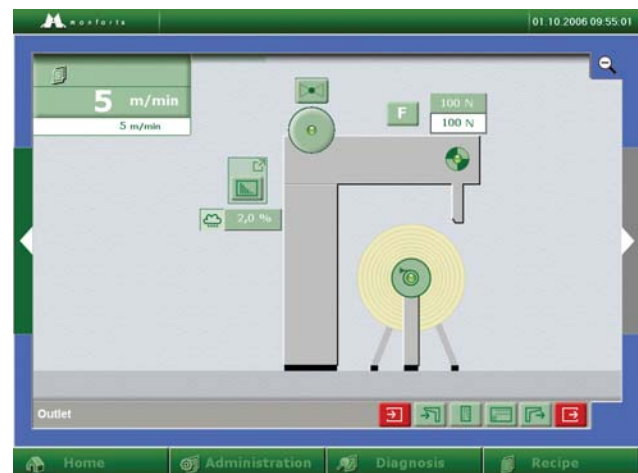 monforts
01.10.2006 09:55:01
5 m/min
5 m/min
F
100 N
100 N
2,0 %
Outlet
Home
Administration
Diagnosis
Recipe